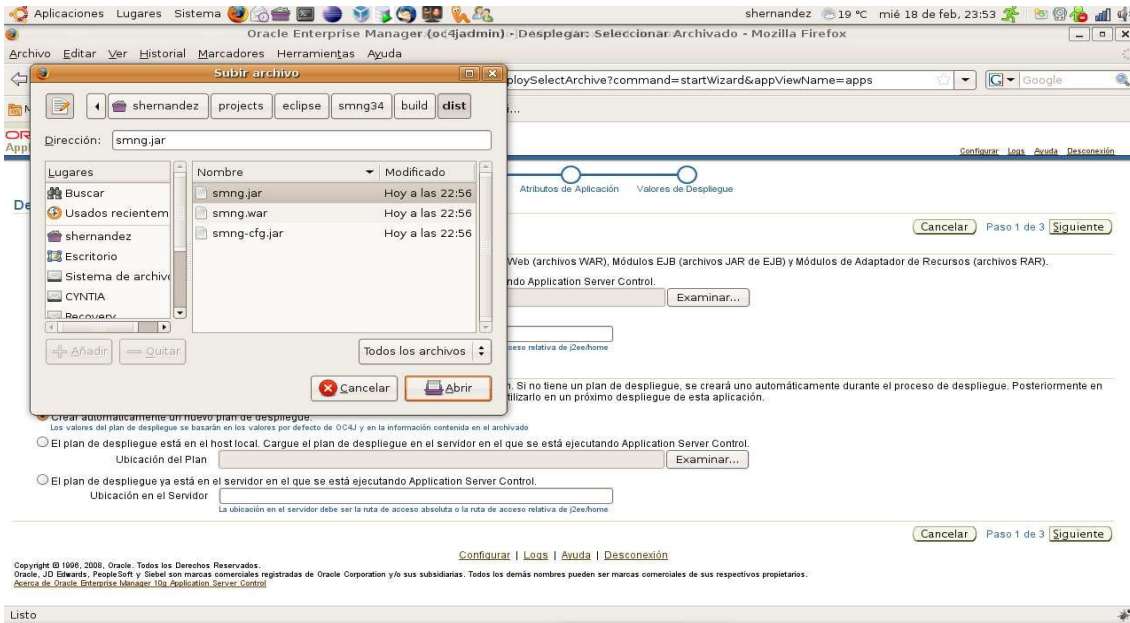 Aplicaciones Lugares Sistema
shernandez 19 °C mié 18 de feb, 23:53
Oracle Enterprise Manager (oc4jadmin) - Desplegar: Seleccionar Archivado - Mozilla Firefox
Archivo Editar Ver Historial Marcadores Herramientas Ayuda
ploySelectArchive?command=startWizard&appViewName=apps
Google
Subir archivo
shernandez projects eclipse smng34 build dist
Dirección: smng.jar
Lugares
Buscar
Usados recientem
shernandez
Escritorio
Sistema de archiv
CYNTIA
Recovery
Nombre Modificado
smng.jar Hoy a las 22:56
smng.war Hoy a las 22:56
smng-cfg.jar Hoy a las 22:56
Añadir Quitar
Todos los archivos
Cancelar Abrir
OR
Appl
Configurar Logs Ayuda Desconexión
Atributos de Aplicación Valores de Despliegue
De
Cancelar Paso 1 de 3 Siguiente
Web (archivos WAR), Módulos EJB (archivos JAR de EJB) y Módulos de Adaptador de Recursos (archivos RAR).
ndo Application Server Control.
Examinar...
ceso relativa de j2ee/home
n. Si no tiene un plan de despliegue, se creará uno automáticamente durante el proceso de despliegue. Posteriormente en
tilizarlo en un próximo despliegue de esta aplicación.
Crear automáticamente un nuevo plan de despliegue.
Los valores del plan de despliegue se basarán en los valores por defecto de OC4J y en la información contenida en el archivado
El plan de despliegue está en el host local. Cargue el plan de despliegue en el servidor en el que se está ejecutando Application Server Control.
Ubicación del Plan Examinar...
El plan de despliegue ya está en el servidor en el que se está ejecutando Application Server Control.
Ubicación en el Servidor
La ubicación en el servidor debe ser la ruta de acceso absoluta o la ruta de acceso relativa de j2ee/home
Cancelar Paso 1 de 3 Siguiente
Configurar | Logs | Ayuda | Desconexión
Copyright © 1996, 2008, Oracle. Todos los Derechos Reservados.
Oracle, JD Edwards, PeopleSoft y Siebel son marcas comerciales registradas de Oracle Corporation y/o sus subsidiarias. Todos los demás nombres pueden ser marcas comerciales de sus respectivos propietarios.
Acerca de Oracle Enterprise Manager 10g Application Server Control
Listo